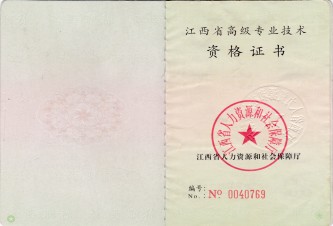 江西省高级专业技术
资格证书
江西省人力资源和社会保障厅
江西省人力资源和社会保障厅
编号:
No.: Nº 0040769